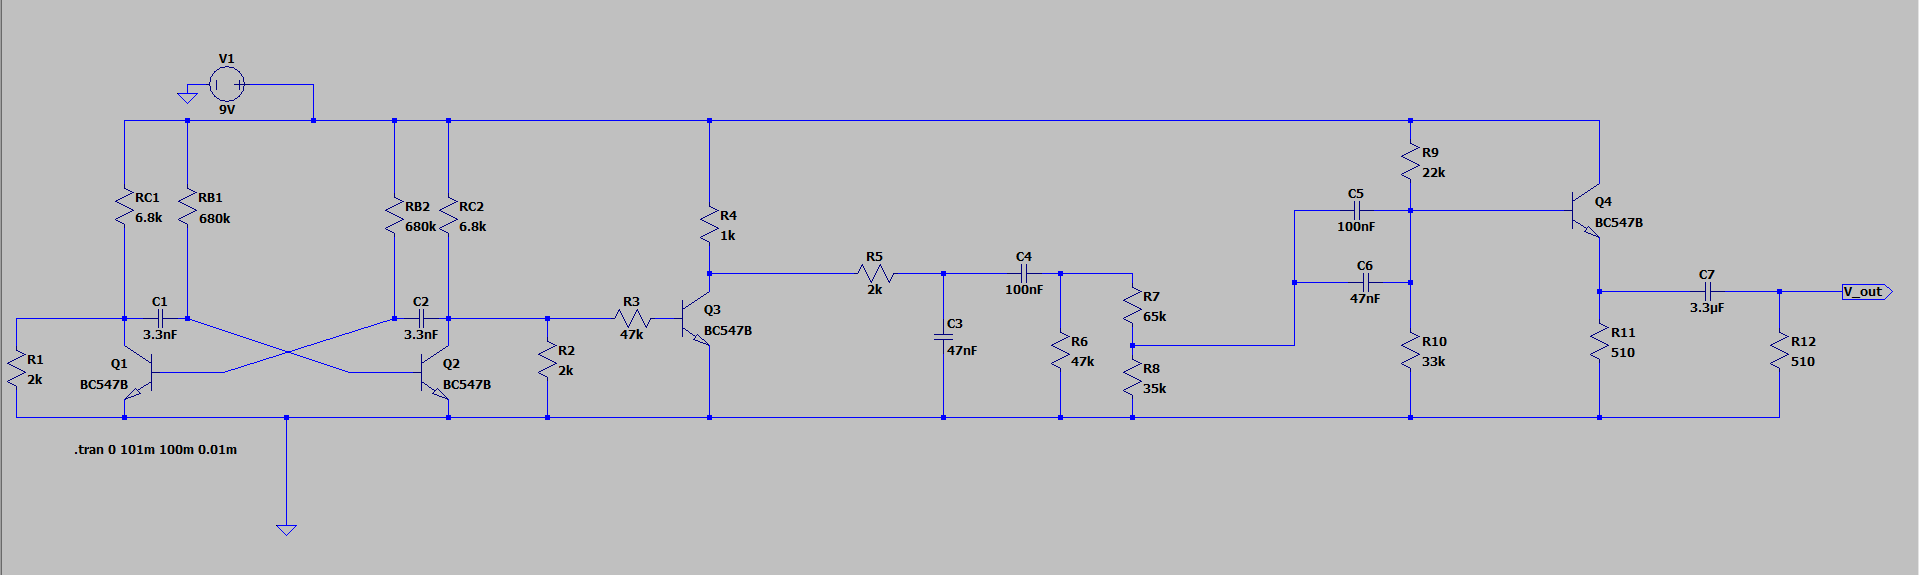 V1
9V
RC1
6.8k
RB1
680k
RB2
680k
RC2
6.8k
R4
1k
R9
22k
C5
100nF
Q4
BC547B
C1
3.3nF
C2
3.3nF
R3
47k
Q3
BC547B
R5
2k
C4
100nF
C6
47nF
C7
3.3µF
V_out
R1
2k
Q1
BC547B
Q2
BC547B
R2
2k
C3
47nF
R7
65k
R6
47k
R8
35k
R10
33k
R11
510
R12
510
.tran 0 101m 100m 0.01m